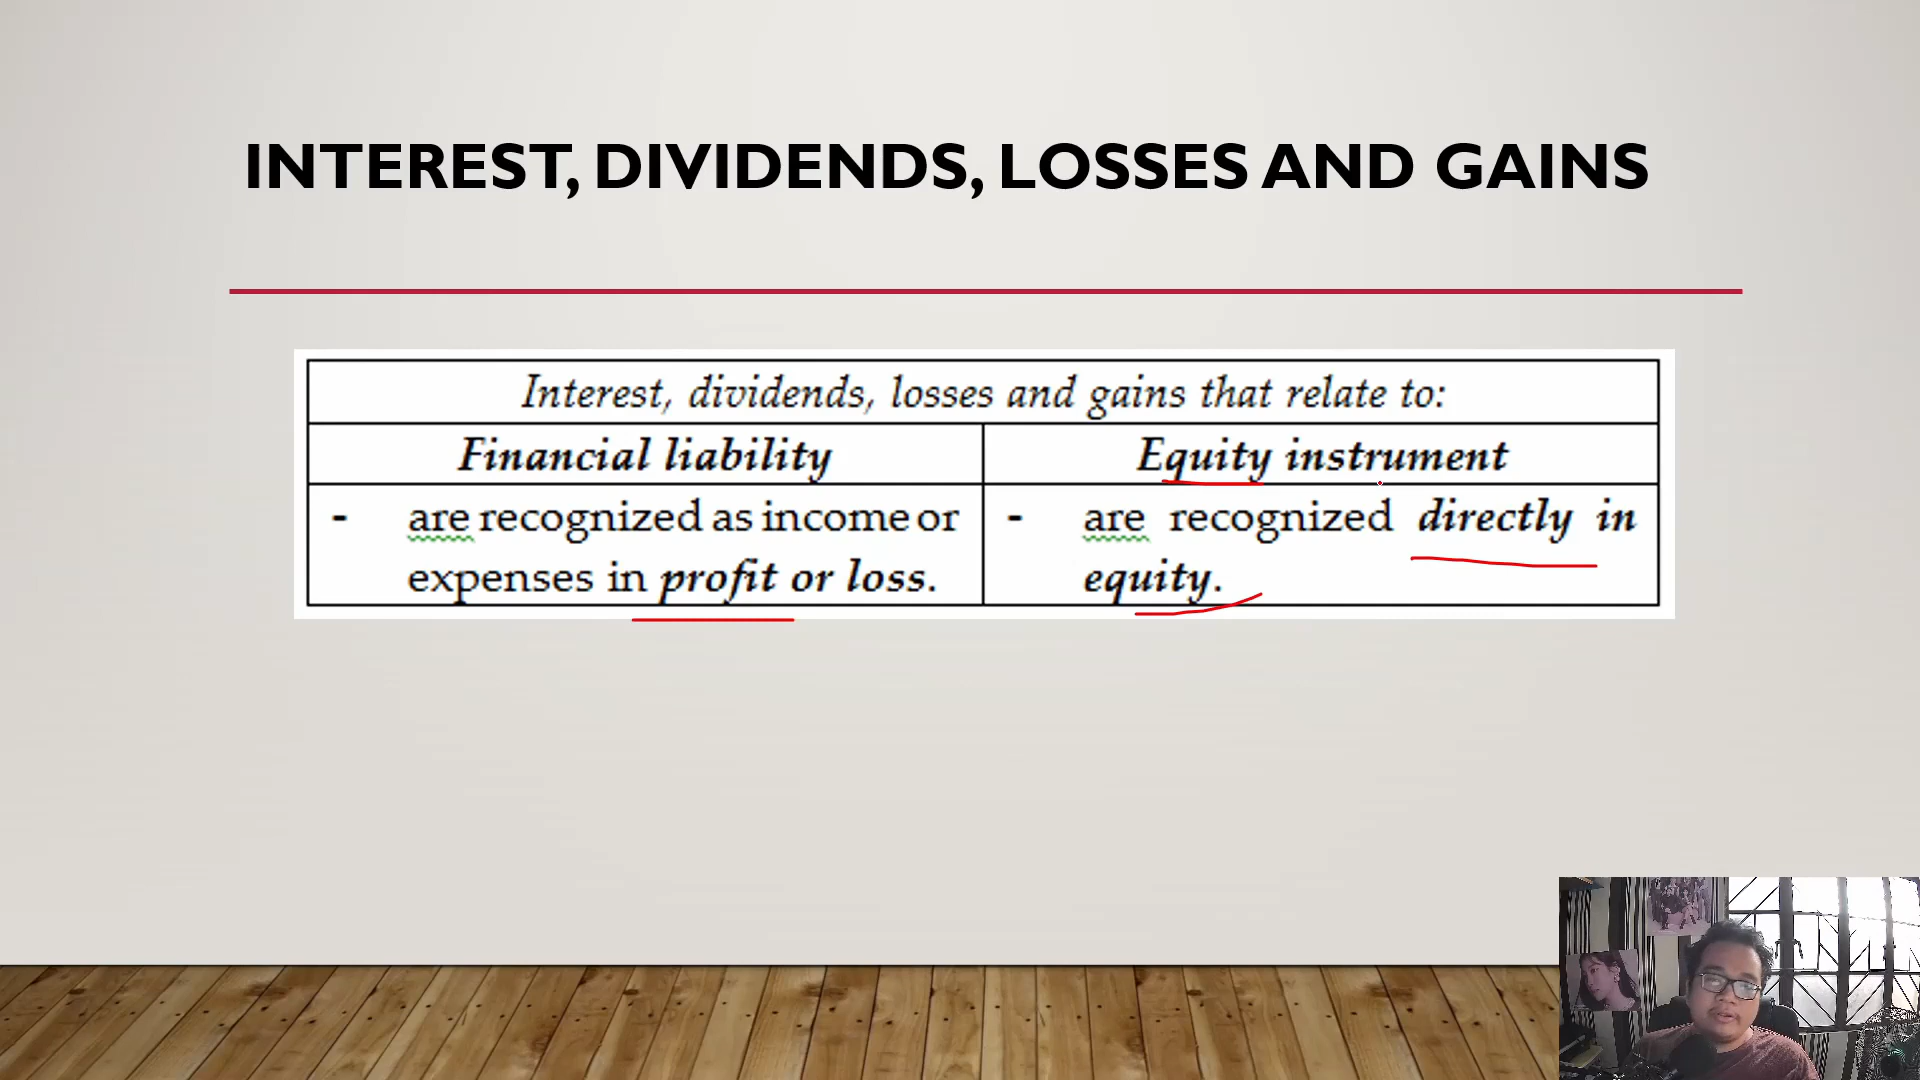 INTEREST, DIVIDENDS, LOSSES AND GAINS
Interest, dividends, losses and gains that relate to:
Financial liability
Equity instrument
- are recognized as income or
expenses in profit or loss.
- are recognized directly in
equity.